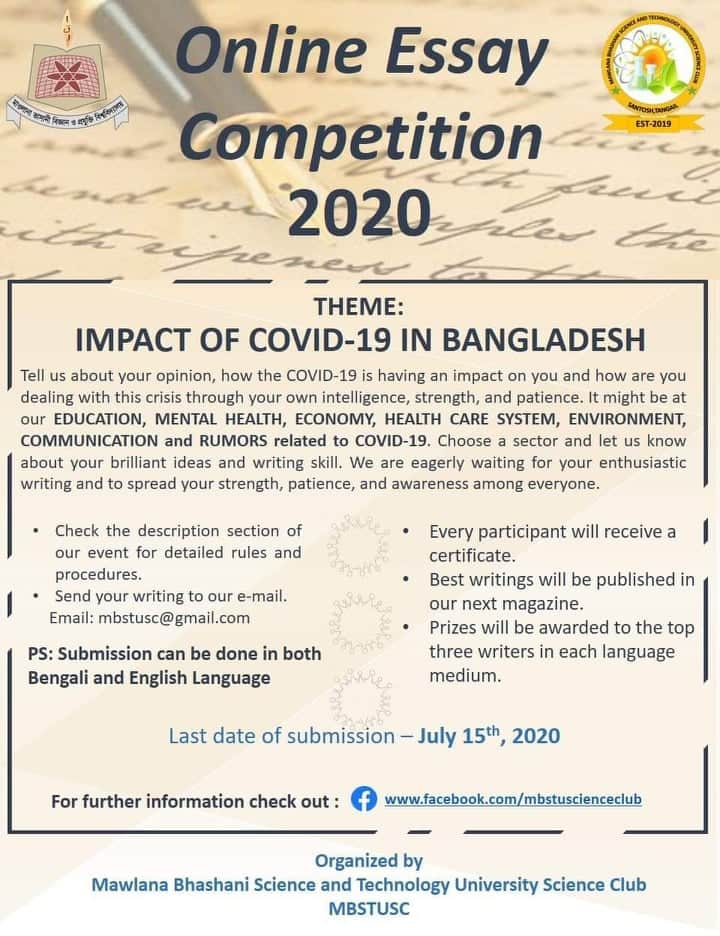 Online Essay
Competition
2020
মাওলানা ভাসানী বিজ্ঞান ও প্রযুক্তি বিশ্ববিদ্যালয়
MAWLANA BHASHANI SCIENCE AND TECHNOLOGY UNIVERSITY SCIENCE CLUB
SANTOSH,TANGAIL
EST-2019
THEME:
IMPACT OF COVID-19 IN BANGLADESH
Tell us about your opinion, how the COVID-19 is having an impact on you and how are you
dealing with this crisis through your own intelligence, strength, and patience. It might be at
our EDUCATION, MENTAL HEALTH, ECONOMY, HEALTH CARE SYSTEM, ENVIRONMENT,
COMMUNICATION and RUMORS related to COVID-19. Choose a sector and let us know
about your brilliant ideas and writing skill. We are eagerly waiting for your enthusiastic
writing and to spread your strength, patience, and awareness among everyone.
• Check the description section of
our event for detailed rules and
procedures.
• Send your writing to our e-mail.
Email: mbstusc@gmail.com
PS: Submission can be done in both
Bengali and English Language
• Every participant will receive a
certificate.
• Best writings will be published in
our next magazine.
• Prizes will be awarded to the top
three writers in each language
medium.
Last date of submission – July 15th, 2020
For further information check out : www.facebook.com/mbstuscienceclub
Organized by
Mawlana Bhashani Science and Technology University Science Club
MBSTUSC